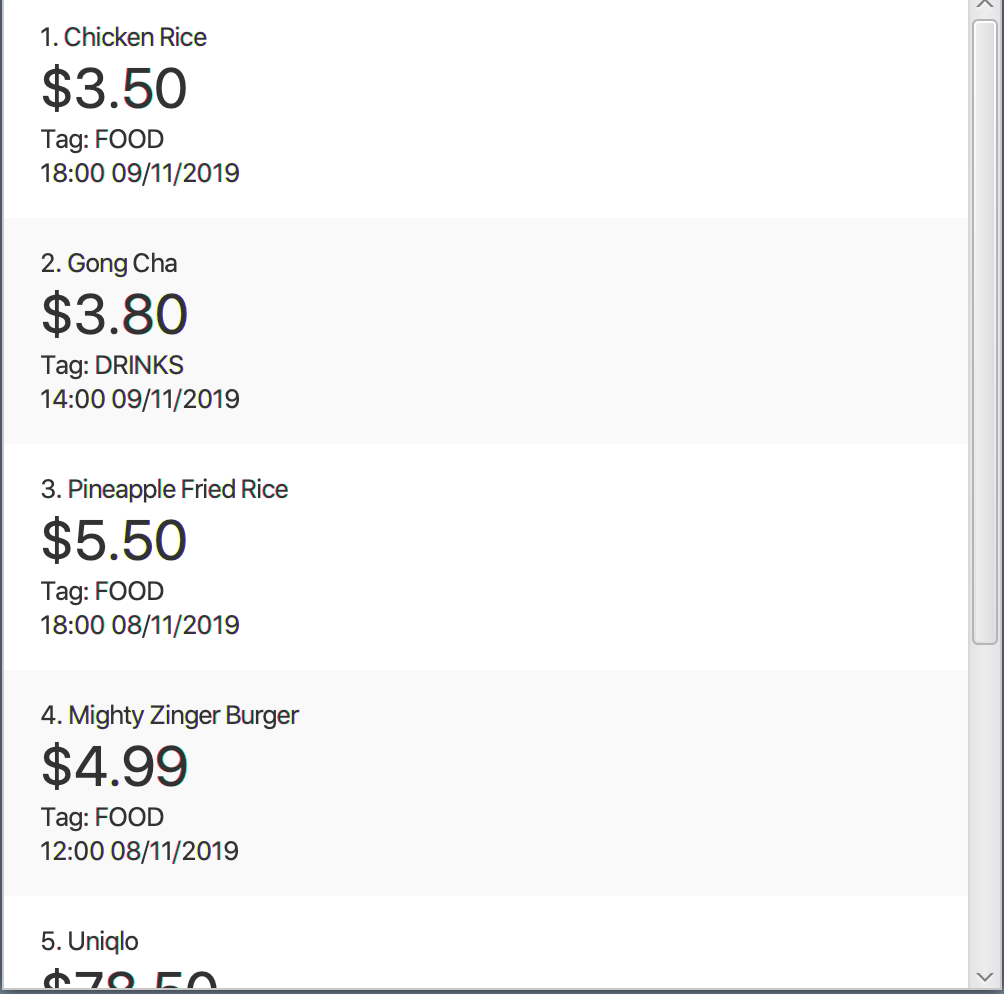 1. Chicken Rice
$3.50
Tag: FOOD
18:00 09/11/2019
2. Gong Cha
$3.80
Tag: DRINKS
14:00 09/11/2019
3. Pineapple Fried Rice
$5.50
Tag: FOOD
18:00 08/11/2019
4. Mighty Zinger Burger
$4.99
Tag: FOOD
12:00 08/11/2019
5. Uniqlo
$78.50